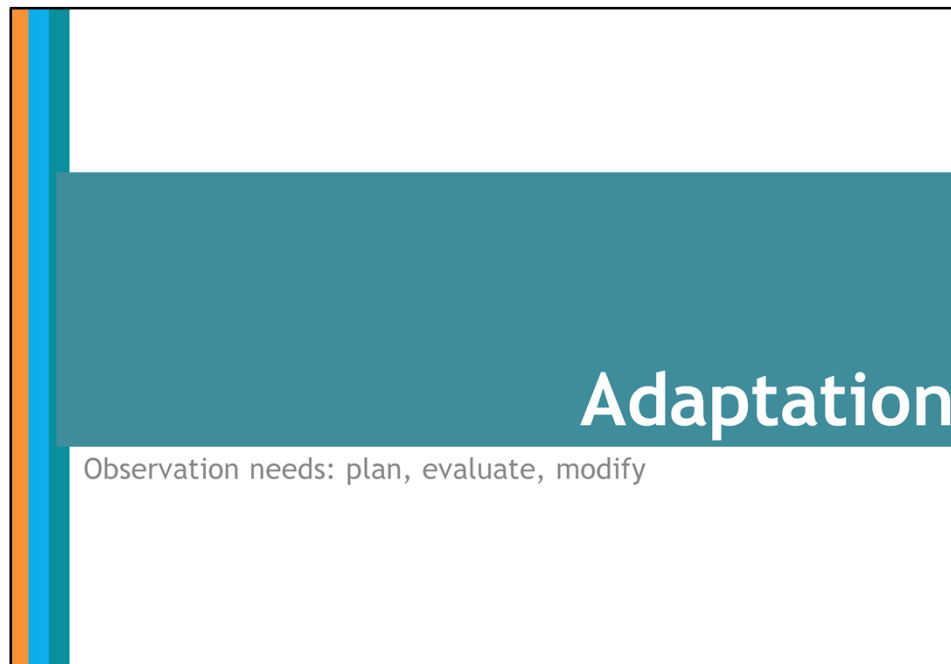 Adaptation
Observation needs: plan, evaluate, modify